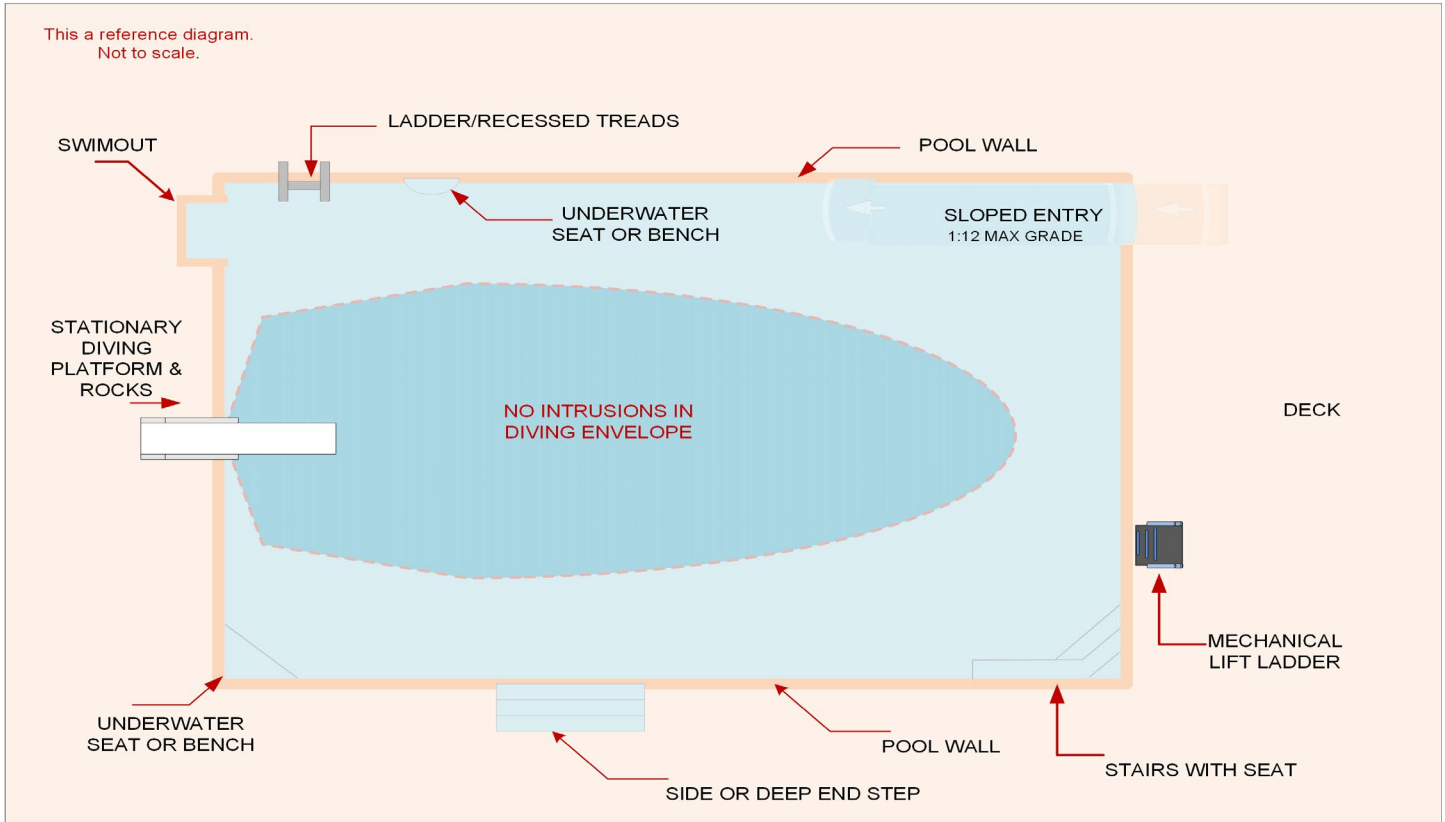 This a reference diagram.
Not to scale.
LADDER/RECESSED TREADS
SWIMOUT
POOL WALL
UNDERWATER
SEAT OR BENCH
SLOPED ENTRY
1:12 MAX GRADE
STATIONARY
DIVING
PLATFORM &
ROCKS
NO INTRUSIONS IN
DIVING ENVELOPE
DECK
MECHANICAL
LIFT LADDER
UNDERWATER
SEAT OR BENCH
POOL WALL
STAIRS WITH SEAT
SIDE OR DEEP END STEP